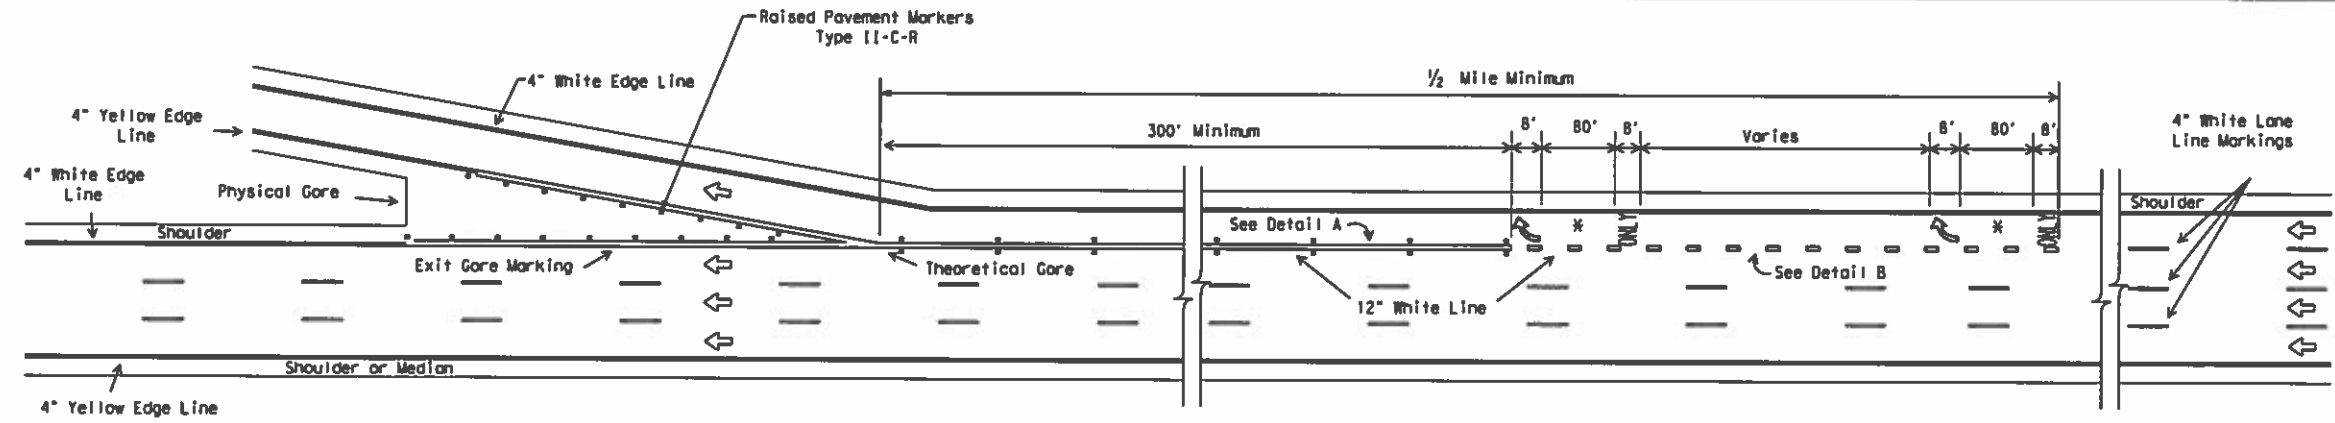 Raised Pavement Markers
Type II-C-R
4" White Edge Line
½ Mile Minimum
4" Yellow Edge
Line
300' Minimum
8'
80'
8'
Varies
8'
80'
8'
4" White Lane
Line Markings
4" White Edge
Line
Physical Gore
Shoulder
See Detail A
*
ONLY
*
ONLY
Shoulder
Exit Gore Marking
Theoretical Gore
See Detail B
12" White Line
Shoulder or Median
4" Yellow Edge Line